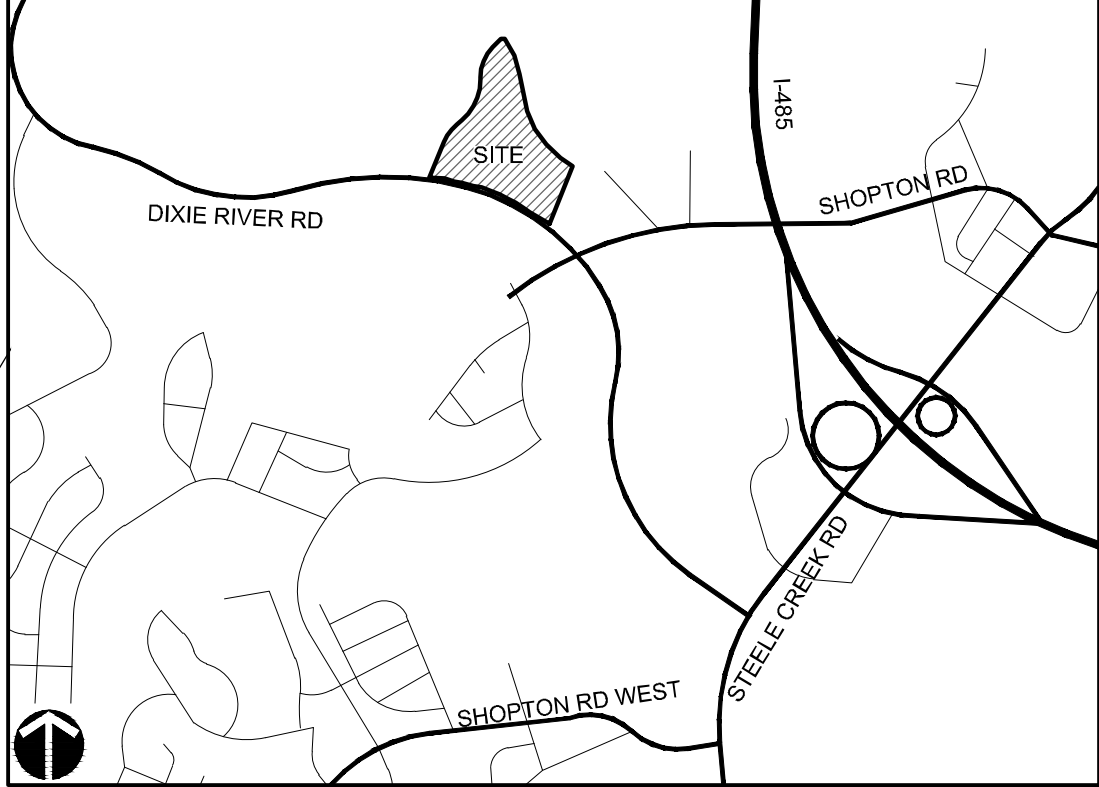 I-485
SITE
SHOPTON RD
DIXIE RIVER RD
STEELE CREEK RD
SHOPTON RD WEST